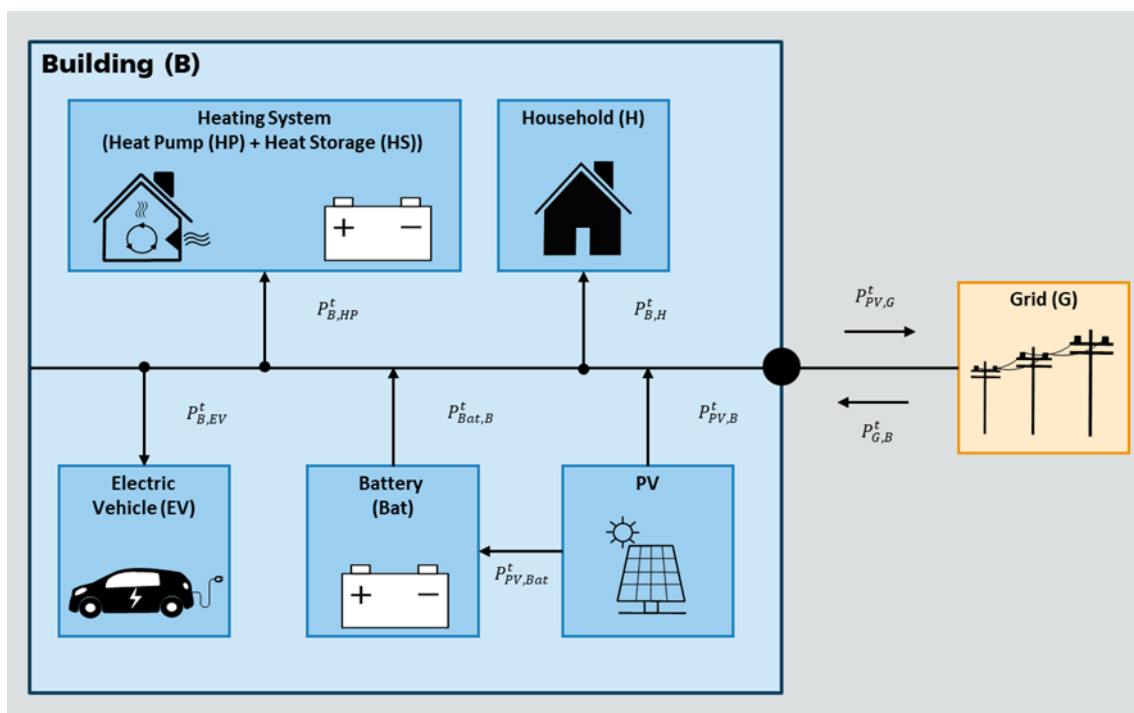 Building (B)
Heating System
(Heat Pump (HP) + Heat Storage (HS))
Household (H)
P^t_{B,HP}
P^t_{B,H}
P^t_{PV,G}
Grid (G)
P^t_{G,B}
P^t_{B,EV}
P^t_{Bat,B}
P^t_{PV,B}
Electric
Vehicle (EV)
Battery
(Bat)
PV
P^t_{PV,Bat}
+ −
+ −